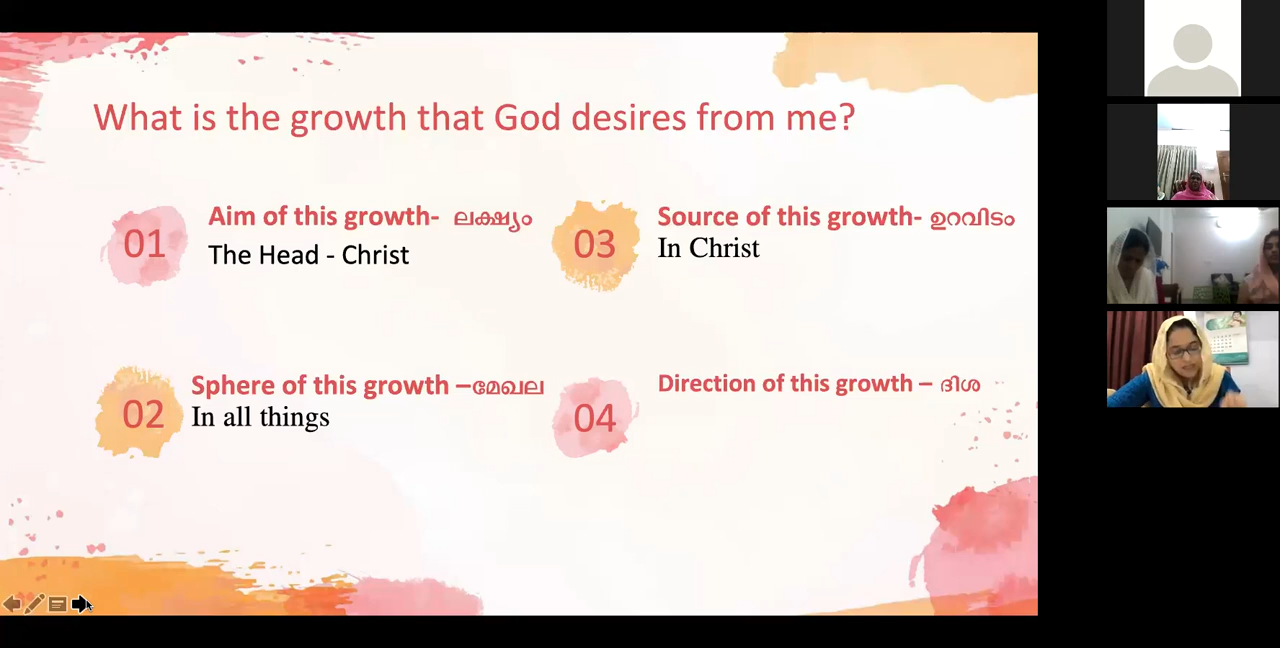 What is the growth that God desires from me?
01
Aim of this growth- ലക്ഷ്യം
The Head - Christ
02
Sphere of this growth –മേഖല
In all things
03
Source of this growth- ഉറവിടം
In Christ
04
Direction of this growth – ദിശ